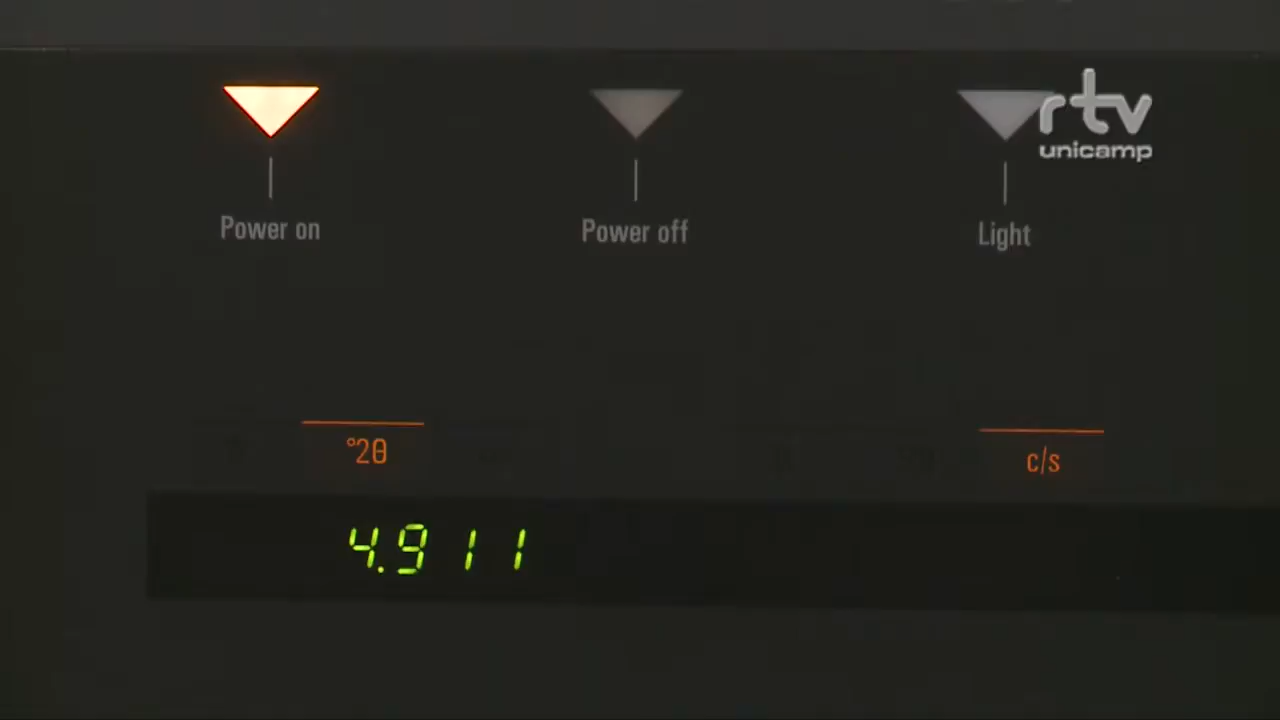 rtv
unicamp
Power on
Power off
Light
°2θ
c/s
4.911